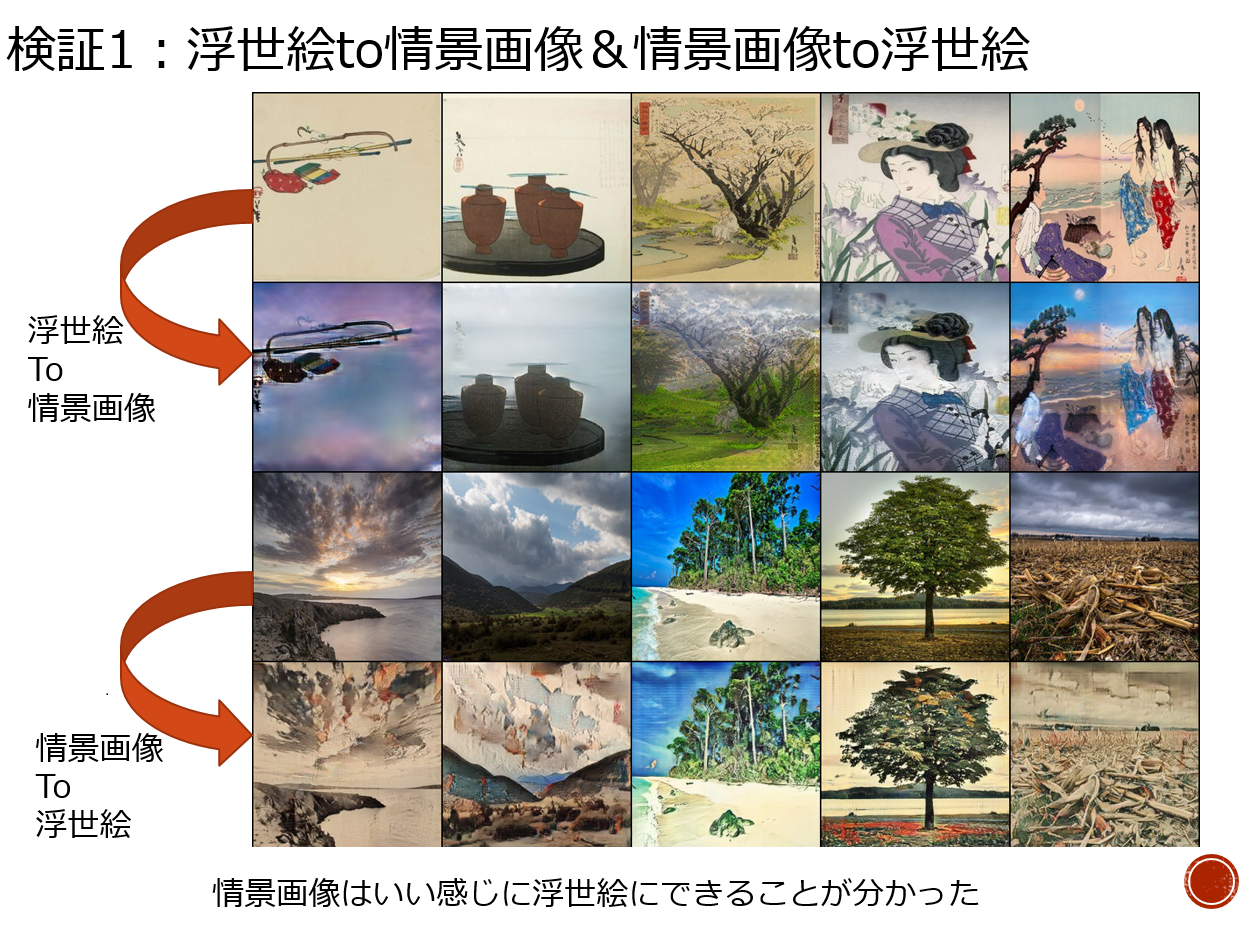 検証1：浮世絵to情景画像＆情景画像to浮世絵
浮世絵
To
情景画像
情景画像
To
浮世絵
情景画像はいい感じに浮世絵にできることが分かった